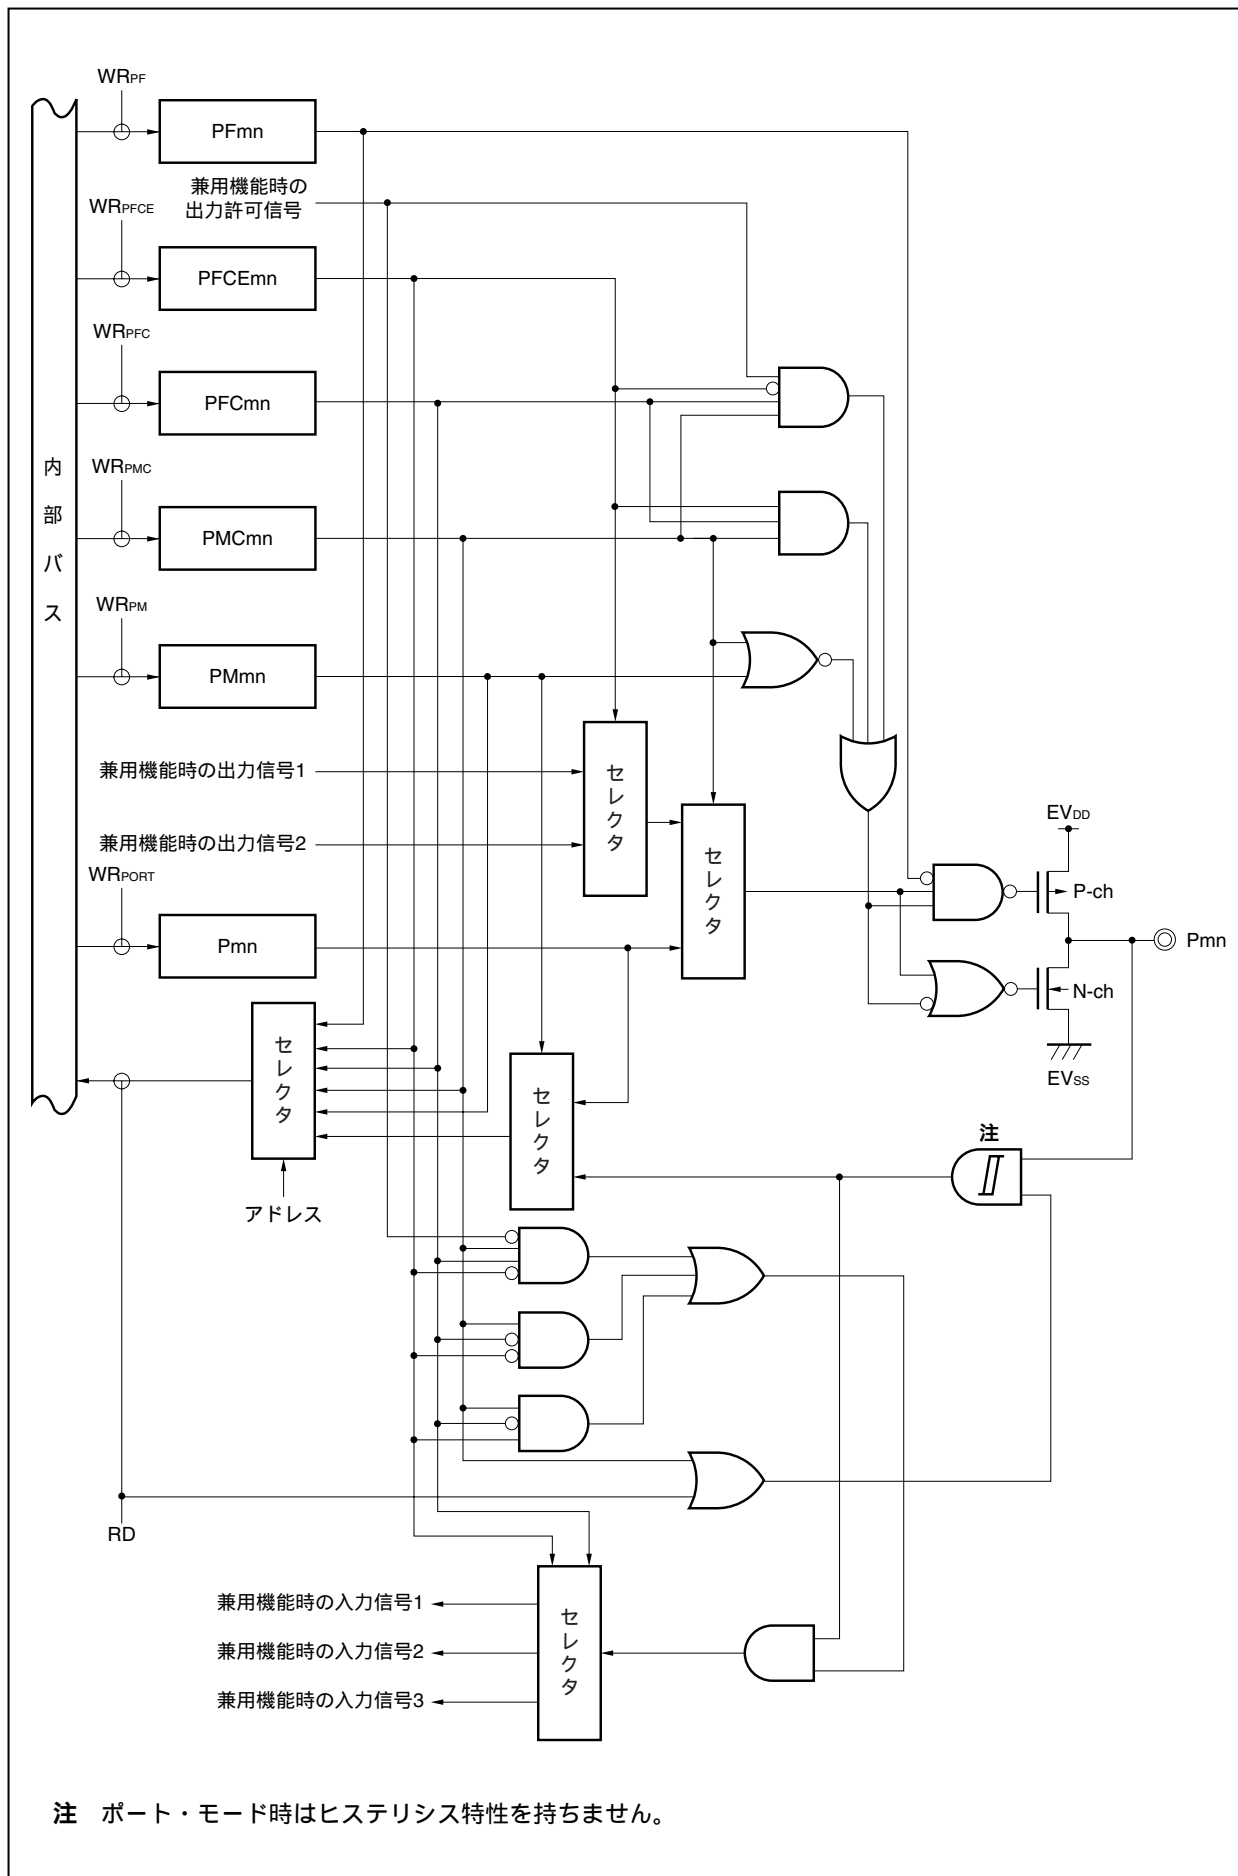 WRPF
PFmn
兼用機能時の
出力許可信号
WRPFCE
PFCEmn
WRPFC
PFCmn
内部バス
WRPMC
PMCmn
WRPM
PMmn
兼用機能時の出力信号1
セレクタ
兼用機能時の出力信号2
セレクタ
EVDD
P-ch
WRPORT
Pmn
Pmn
N-ch
EVSS
セレクタ
セレクタ
注
アドレス
RD
兼用機能時の入力信号1
兼用機能時の入力信号2
兼用機能時の入力信号3
セレクタ
注 ポート・モード時はヒステリシス特性を持ちません。